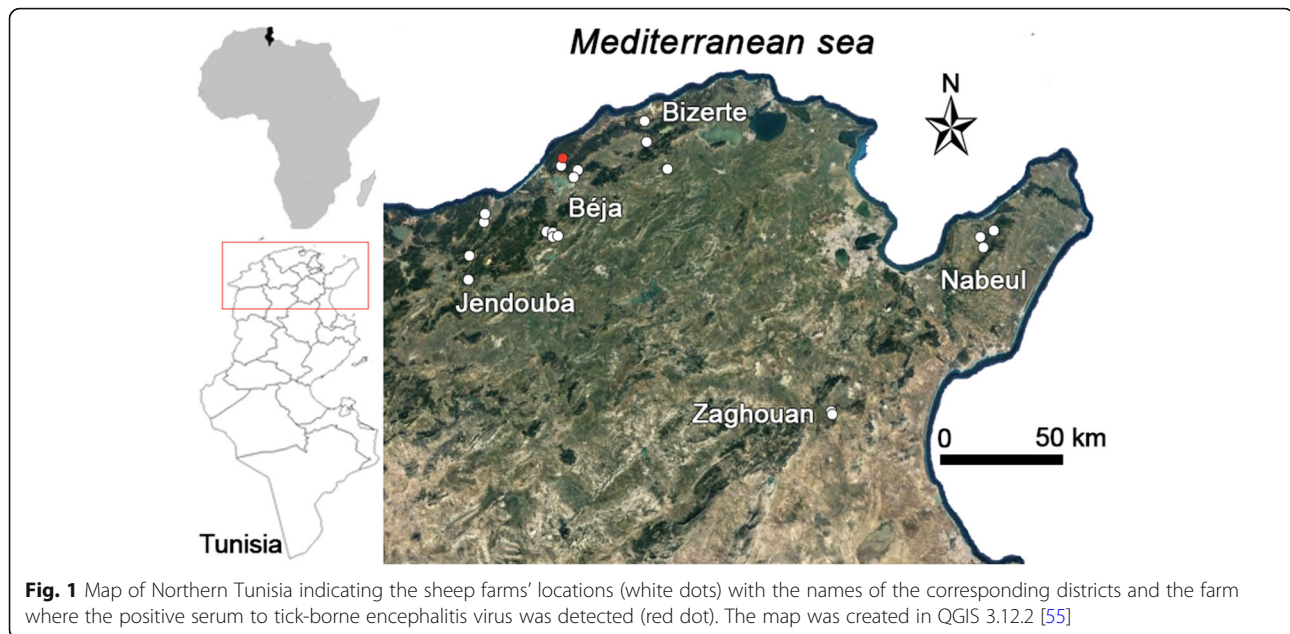 Mediterranean sea
N
Bizerte
Béja
Nabeul
Jendouba
Zaghouan
0 50 km
Tunisia
Fig. 1 Map of Northern Tunisia indicating the sheep farms’ locations (white dots) with the names of the corresponding districts and the farm
where the positive serum to tick-borne encephalitis virus was detected (red dot). The map was created in QGIS 3.12.2 [55]